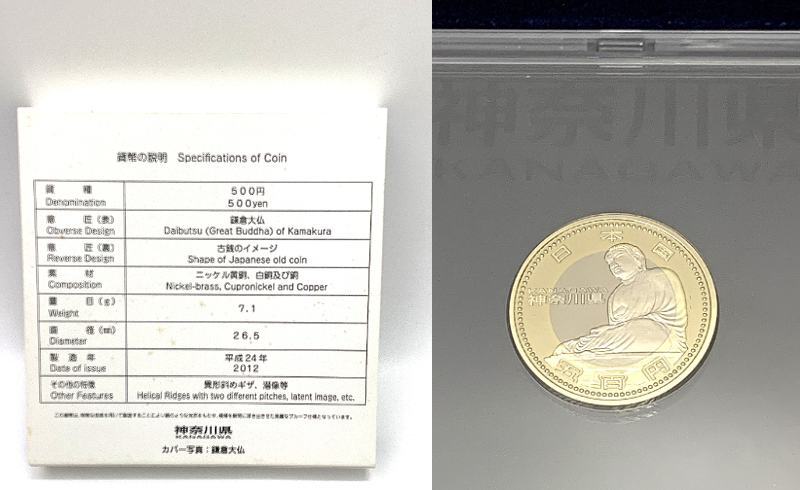 貨幣の説明 Specifications of Coin
貨種 500円
Denomination 500yen
意匠(表) 鎌倉大仏
Obverse Design Daibutsu (Great Buddha) of Kamakura
意匠(裏) 古銭のイメージ
Reverse Design Shape of Japanese old coin
素材 ニッケル黄銅、白銅及び銅
Composition Nickel-brass, Cupronickel and Copper
量目(g) 7.1
Weight
直径(mm) 26.5
Diameter
製造年 平成24年
Date of issue 2012
その他の特徴 異形斜めギザ、潜像等
Other Features Helical Ridges with two different pitches, latent image, etc.
神奈川県
KANAGAWA
カバー写真:鎌倉大仏
神奈川県
KANAGAWA
日本国
KANAGAWA
神奈川県
五百円